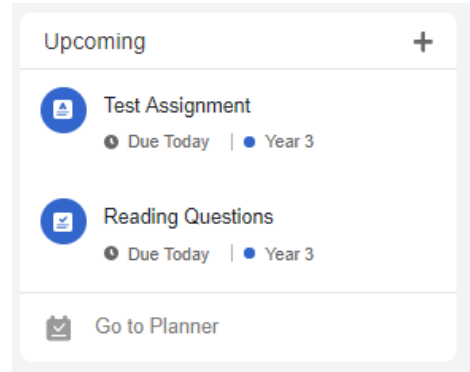 Upcoming
Test Assignment
Due Today | Year 3
Reading Questions
Due Today | Year 3
Go to Planner